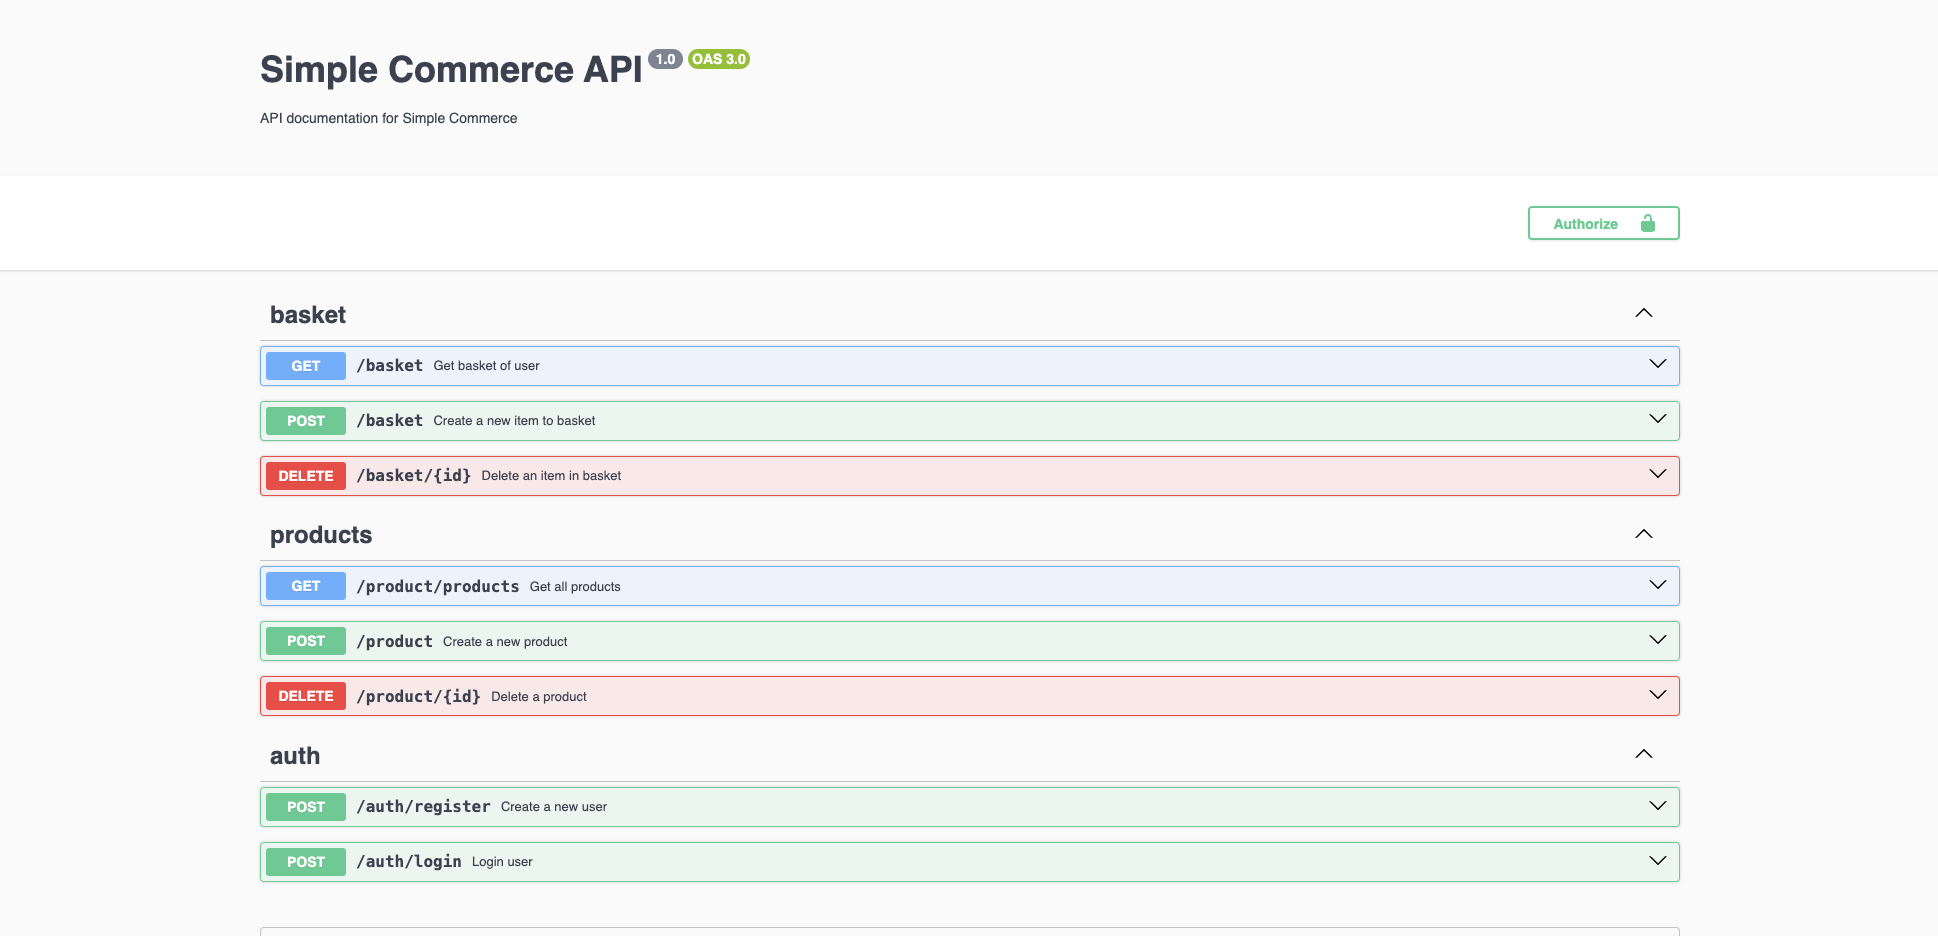 Simple Commerce API 1.0 OAS 3.0
API documentation for Simple Commerce
Authorize
basket
GET /basket Get basket of user
POST /basket Create a new item to basket
DELETE /basket/{id} Delete an item in basket
products
GET /product/products Get all products
POST /product Create a new product
DELETE /product/{id} Delete a product
auth
POST /auth/register Create a new user
POST /auth/login Login user